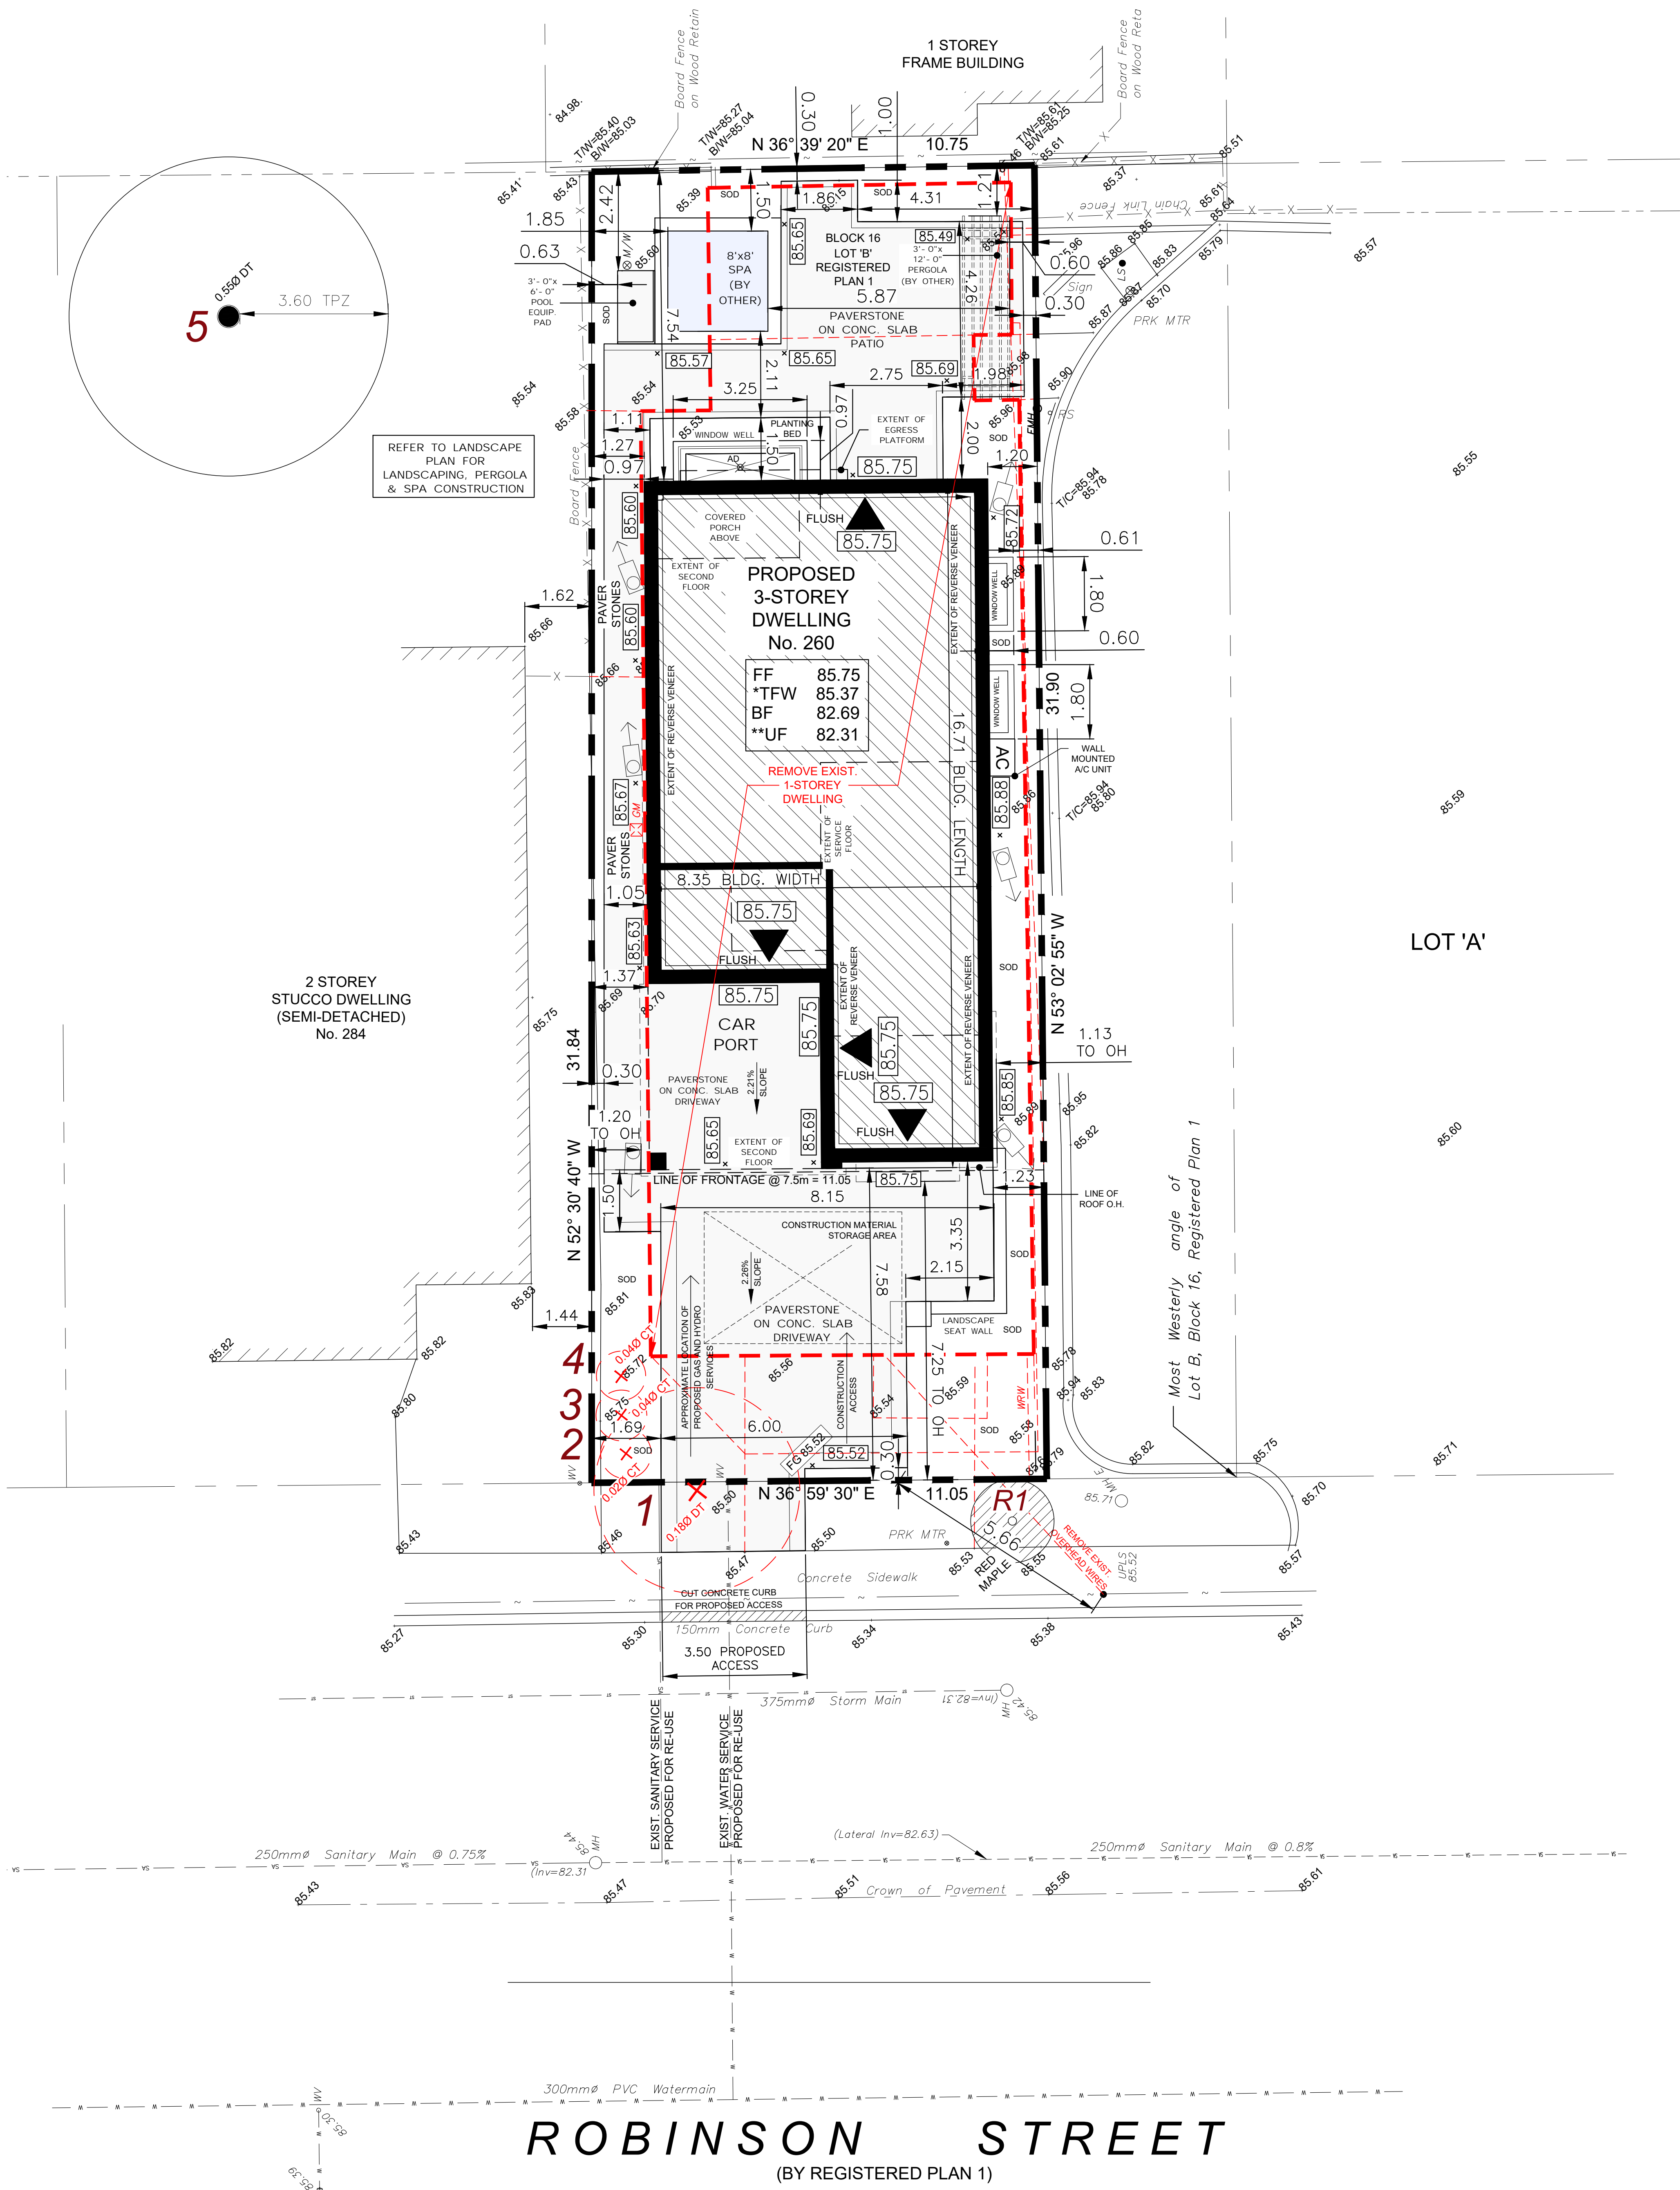 1 STOREY
FRAME BUILDING
Board Fence
on Wood Retain
Board Fence
on Wood Reta
84.98
T/W=85.40
B/W=85.03
T/W=85.27
B/W=85.04
0.30
1.00
T/W=85.61
B/W=85.25
N 36° 39' 20" E
10.75
85.61
85.51
85.41
85.43
85.39
SOD
1.50
1.86
SOD
4.31
1.21
85.37
85.61
85.64
Chain Link Fence
2.42
1.85
0.63
M/W
85.60
85.65
BLOCK 16
LOT 'B'
REGISTERED
PLAN 1
85.49
85.54
3'- 0"x
12'- 0"
PERGOLA
(BY OTHER)
4.26
85.96
0.60
Sign
0.30
85.86
85.85
85.83
85.79
85.57
LS
85.87
85.70
85.87
PRK MTR
0.55Ø DT
3.60 TPZ
5
3'- 0"x
6'- 0"
POOL
EQUIP.
PAD
SOD
8'x8'
SPA
(BY
OTHER)
5.87
7.54
PAVERSTONE
ON CONC. SLAB
PATIO
85.57
85.65
85.69
85.98
2.11
2.75
1.98
85.90
3.25
85.54
85.54
85.58
1.11
85.53
0.97
PLANTING
BED
EXTENT OF
EGRESS
PLATFORM
85.96
FMH
RS
SOD
REFER TO LANDSCAPE
PLAN FOR
LANDSCAPING, PERGOLA
& SPA CONSTRUCTION
1.27
0.97
WINDOW WELL
AD
1.50
85.75
2.00
1.20
T/C=85.94
85.78
85.55
Board Fence
85.60
COVERED
PORCH
ABOVE
FLUSH
85.75
85.72
0.61
EXTENT OF
SECOND
FLOOR
PROPOSED
3-STOREY
DWELLING
No. 260
EXTENT OF REVERSE VENEER
WINDOW WELL
85.89
1.80
1.62
PAVER
STONES
85.60
85.66
SOD
0.60
FF 85.75
*TFW 85.37
BF 82.69
**UF 82.31
85.66
EXTENT OF REVERSE VENEER
WINDOW WELL
31.90
1.80
16.71 BLDG. LENGTH
AC
WALL
MOUNTED
A/C UNIT
REMOVE EXIST.
1-STOREY
DWELLING
85.67
GM
85.88
85.86
T/C=85.94
85.80
85.59
PAVER
STONES
EXTENT OF
SERVICE
FLOOR
1.05
8.35 BLDG. WIDTH
85.75
FLUSH
85.63
N 53° 02' 55" W
LOT 'A'
2 STOREY
STUCCO DWELLING
(SEMI-DETACHED)
No. 284
1.37
85.69
85.70
85.75
85.75
CAR
PORT
85.75
EXTENT OF
REVERSE VENEER
EXTENT OF REVERSE VENEER
SOD
31.84
85.75
FLUSH
1.13
TO OH
0.30
PAVERSTONE
ON CONC. SLAB
DRIVEWAY
2.21%
SLOPE
85.75
85.85
85.89
85.95
1.20
TO OH
85.65
EXTENT OF
SECOND
FLOOR
85.69
FLUSH
85.82
85.60
LINE OF FRONTAGE @ 7.5m = 11.05
85.75
1.23
LINE OF
ROOF O.H.
N 52° 30' 40" W
1.50
8.15
CONSTRUCTION MATERIAL
STORAGE AREA
3.35
SOD
Most Westerly angle of
Lot B, Block 16, Registered Plan 1
SOD
2.26%
SLOPE
7.58
2.15
85.83
85.81
1.44
PAVERSTONE
ON CONC. SLAB
DRIVEWAY
LANDSCAPE
SEAT WALL
SOD
85.82
85.82
4
0.04Ø CT
85.72
APPROXIMATE LOCATION OF
PROPOSED GAS AND HYDRO
SERVICES
85.56
CONSTRUCTION
ACCESS
7.25 TO OH
85.59
85.78
85.94
85.83
85.80
3
85.75
0.04Ø CT
WRW
1.69
6.00
85.54
85.58
SOD
2
SOD
FG 85.52
85.52
0.30
85.79
85.82
85.75
85.71
WV
0.02Ø CT
WV
N 36° 59' 30" E
11.05
MH E
85.71
85.70
1
85.50
0.18Ø DT
R1
5.66
85.43
85.46
85.47
85.50
PRK MTR
85.53
RED
MAPLE
85.55
REMOVE EXIST.
OVERHEAD WIRES
UPLS
85.52
85.57
Concrete Sidewalk
CUT CONCRETE CURB
FOR PROPOSED ACCESS
150mm Concrete Curb
85.27
85.30
85.34
85.38
85.43
3.50 PROPOSED
ACCESS
375mmø Storm Main
(Inv=82.31)
MH
85.42
EXIST. SANITARY SERVICE
PROPOSED FOR RE-USE
EXIST. WATER SERVICE
PROPOSED FOR RE-USE
250mmø Sanitary Main @ 0.75%
85.44
MH
(Inv=82.31
(Lateral Inv=82.63)
250mmø Sanitary Main @ 0.8%
85.43
85.47
85.51
Crown of Pavement
85.56
85.61
300mmø PVC Watermain
WV
85.30
85.39
ROBINSON STREET
(BY REGISTERED PLAN 1)